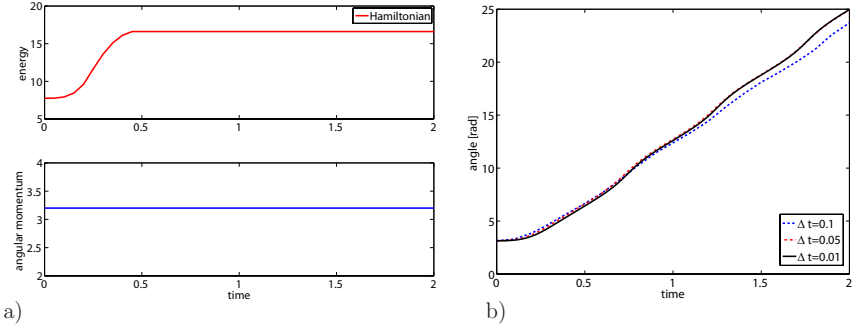 20
15
10
5
energy
Hamiltonian
0
0.5
1
1.5
2
4
3.5
3
2.5
2
angular momentum
0
0.5
1
1.5
2
time
a)
25
20
15
10
5
0
angle [rad]
Δ t=0.1
Δ t=0.05
Δ t=0.01
0
0.5
1
1.5
2
time
b)